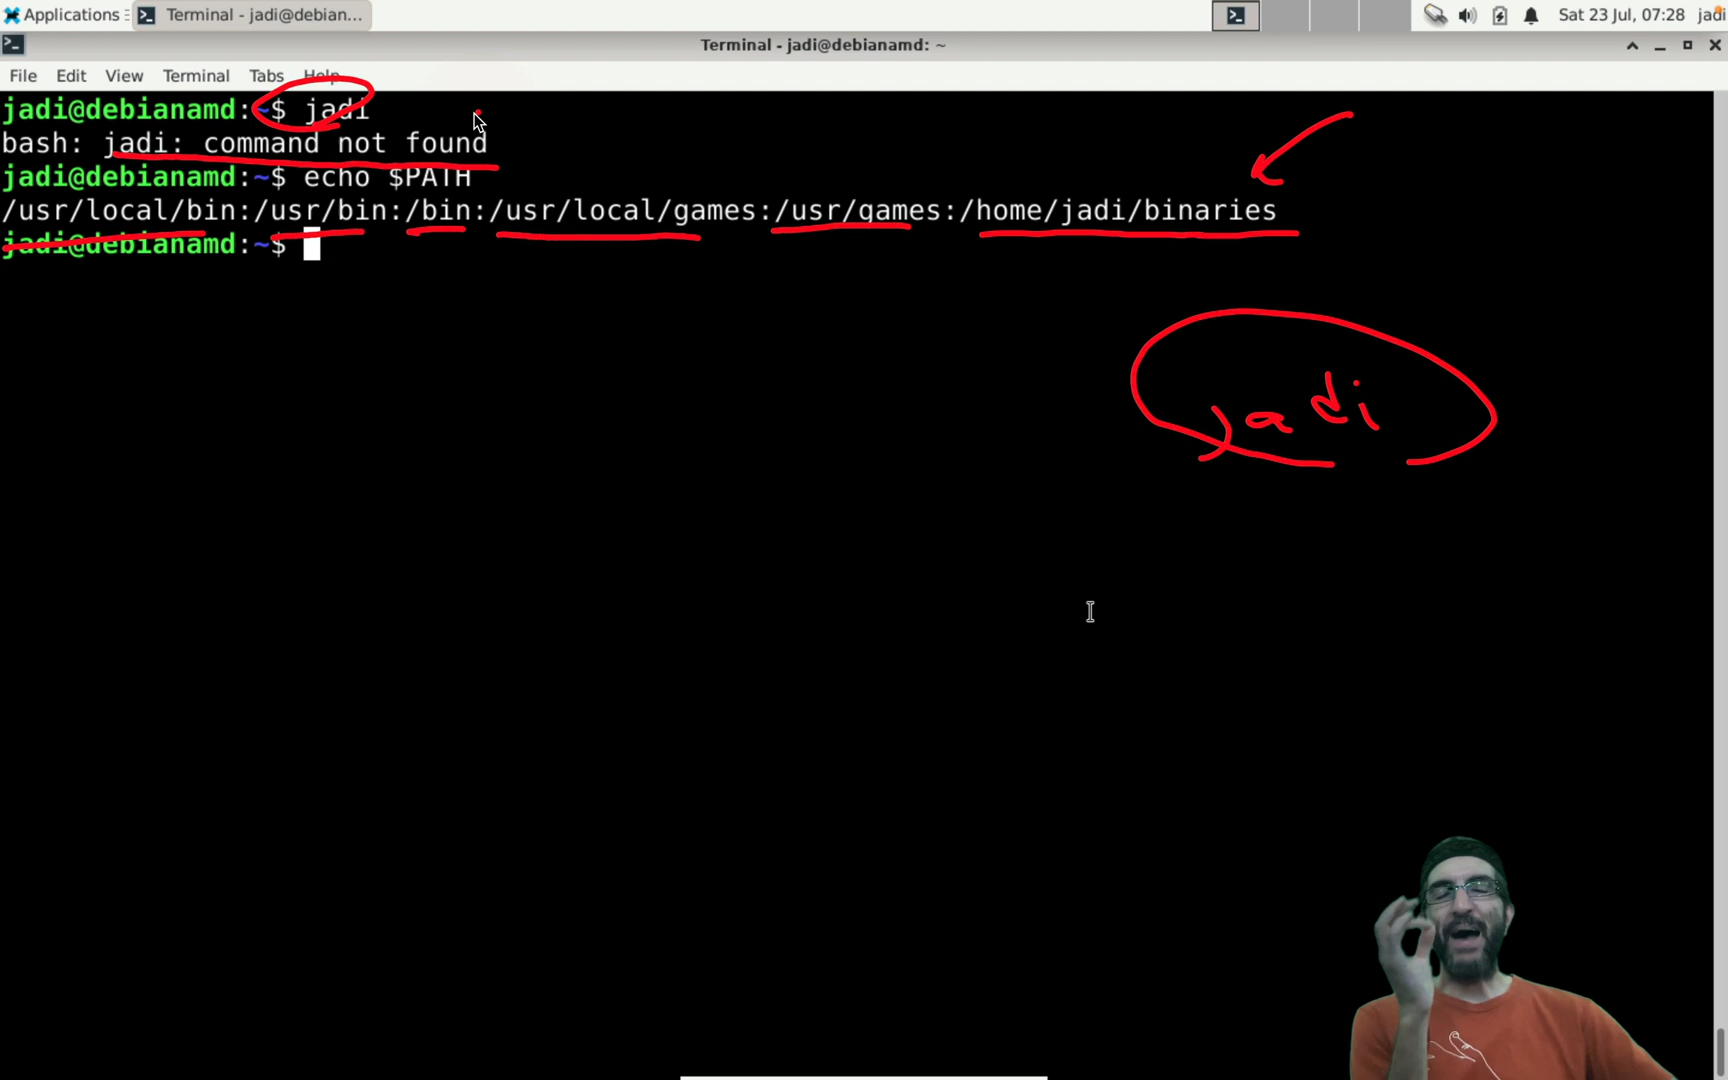 Applications Terminal - jadi@debian... Sat 23 Jul, 07:28 jadi
Terminal - jadi@debianamd: ~
File Edit View Terminal Tabs Help
jadi@debianamd:~$ jadi
bash: jadi: command not found
jadi@debianamd:~$ echo $PATH
/usr/local/bin:/usr/bin:/bin:/usr/local/games:/usr/games:/home/jadi/binaries
jadi@debianamd:~$
jadi